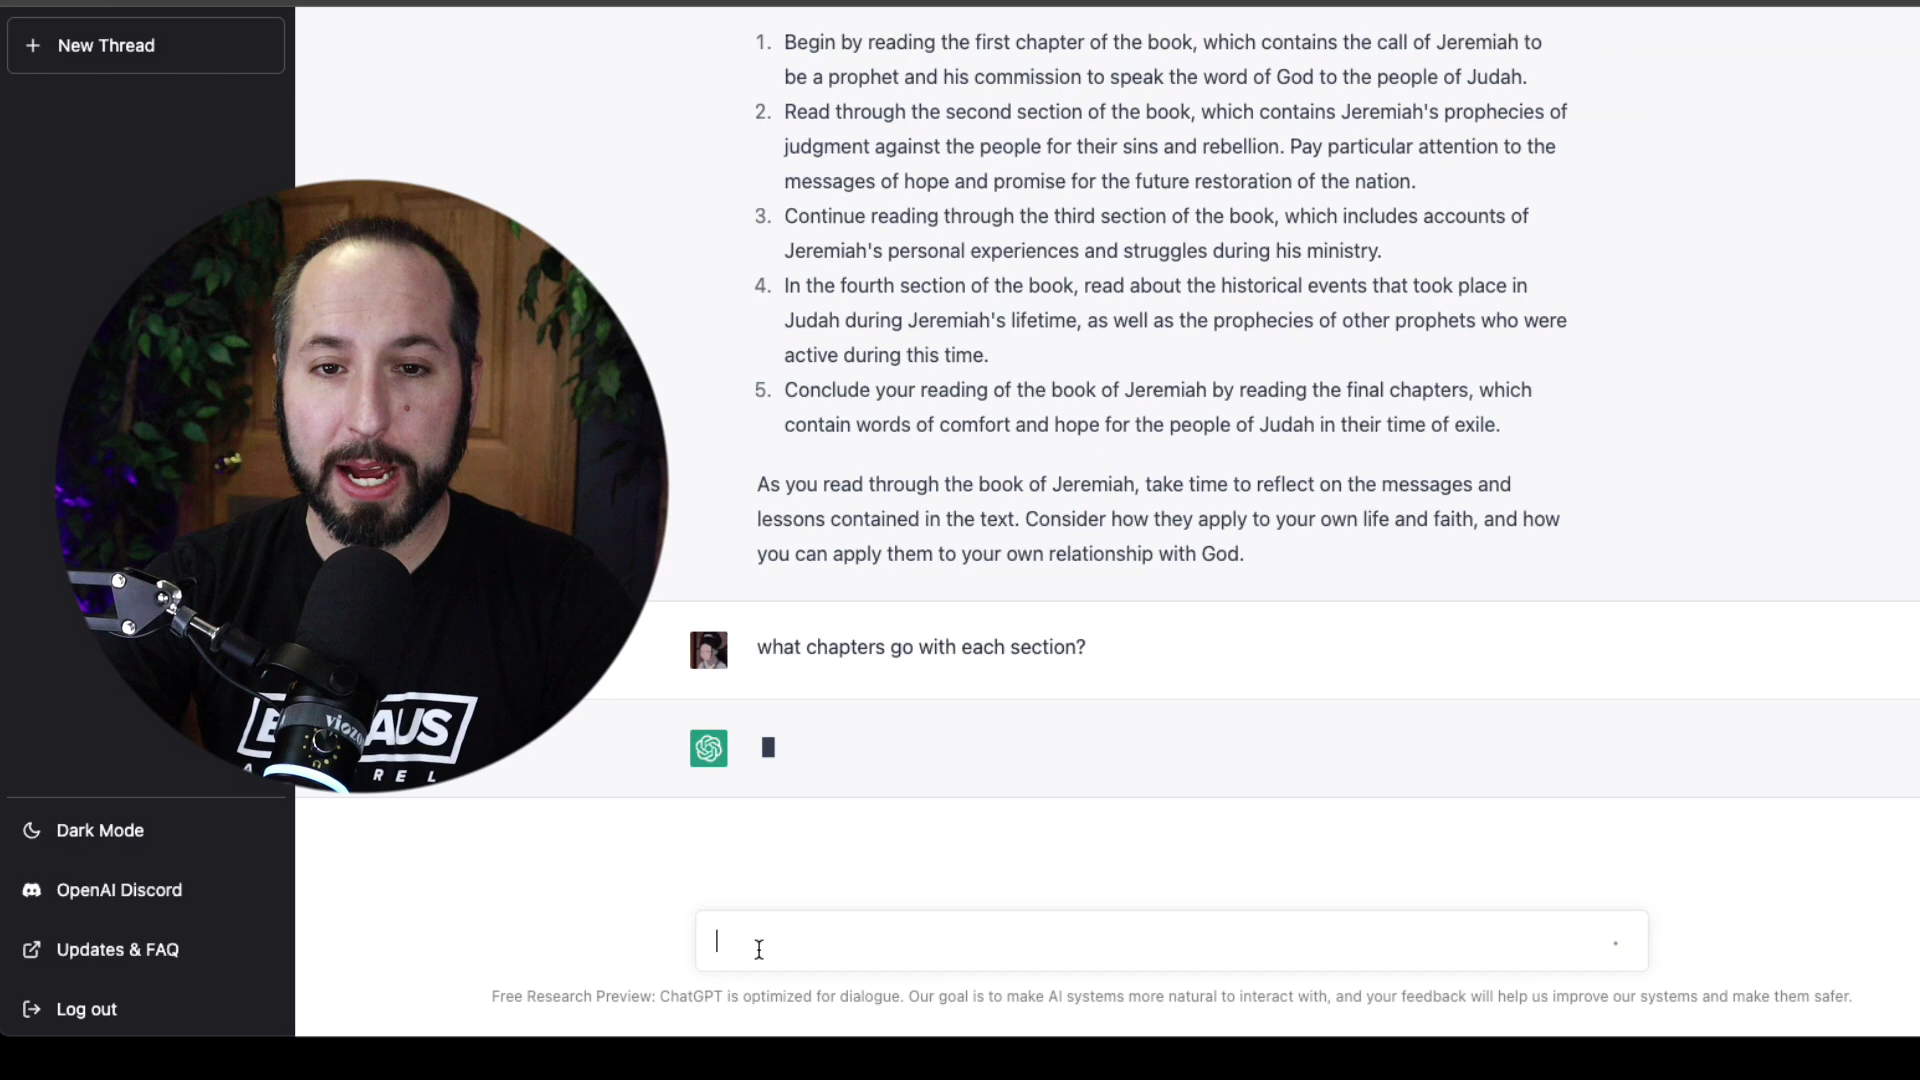 New Thread
1. Begin by reading the first chapter of the book, which contains the call of Jeremiah to
be a prophet and his commission to speak the word of God to the people of Judah.
2. Read through the second section of the book, which contains Jeremiah's prophecies of
judgment against the people for their sins and rebellion. Pay particular attention to the
messages of hope and promise for the future restoration of the nation.
3. Continue reading through the third section of the book, which includes accounts of
Jeremiah's personal experiences and struggles during his ministry.
4. In the fourth section of the book, read about the historical events that took place in
Judah during Jeremiah's lifetime, as well as the prophecies of other prophets who were
active during this time.
5. Conclude your reading of the book of Jeremiah by reading the final chapters, which
contain words of comfort and hope for the people of Judah in their time of exile.
As you read through the book of Jeremiah, take time to reflect on the messages and
lessons contained in the text. Consider how they apply to your own life and faith, and how
you can apply them to your own relationship with God.
what chapters go with each section?
Dark Mode
OpenAI Discord
Updates & FAQ
Log out
Free Research Preview: ChatGPT is optimized for dialogue. Our goal is to make AI systems more natural to interact with, and your feedback will help us improve our systems and make them safer.